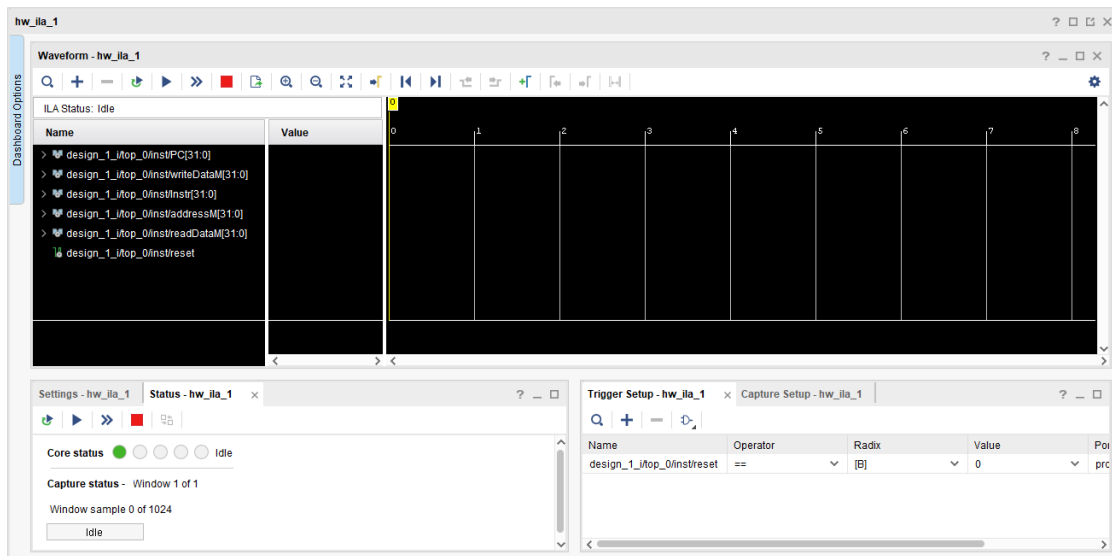 hw_ila_1
Dashboard Options
Waveform - hw_ila_1
ILA Status: Idle
0
Name Value
0 1 2 3 4 5 6 7 8
design_1_i/top_0/inst/PC[31:0]
design_1_i/top_0/inst/writeDataM[31:0]
design_1_i/top_0/inst/Instr[31:0]
design_1_i/top_0/inst/addressM[31:0]
design_1_i/top_0/inst/readDataM[31:0]
design_1_i/top_0/inst/reset
Settings - hw_ila_1 Status - hw_ila_1
Core status Idle
Capture status - Window 1 of 1
Window sample 0 of 1024
Idle
Trigger Setup - hw_ila_1 Capture Setup - hw_ila_1
Name Operator Radix Value Por
design_1_i/top_0/inst/reset == [B] 0 prc